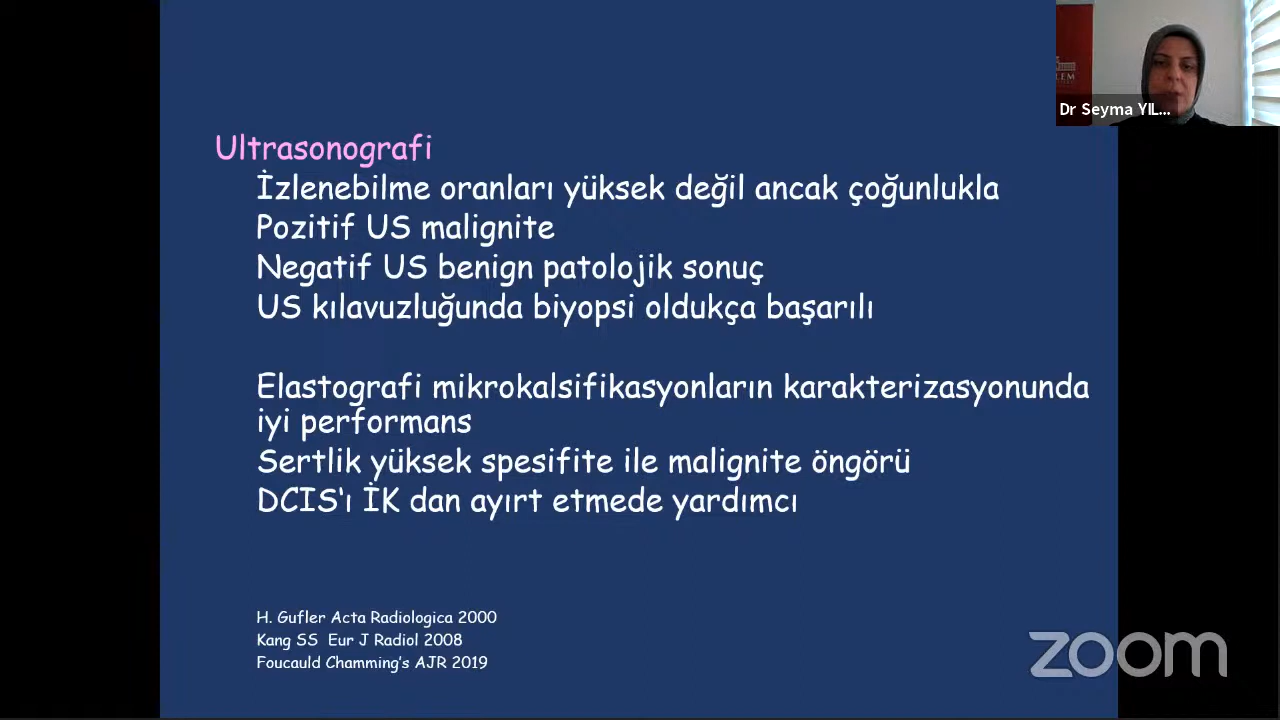 Dr Seyma YIL...
Ultrasonografi
İzlenebilme oranları yüksek değil ancak çoğunlukla
Pozitif US malignite
Negatif US benign patolojik sonuç
US kılavuzluğunda biyopsi oldukça başarılı
Elastografi mikrokalsifikasyonların karakterizasyonunda
iyi performans
Sertlik yüksek spesifite ile malignite öngörü
DCIS'ı İK dan ayırt etmede yardımcı
H. Gufler Acta Radiologica 2000
Kang SS Eur J Radiol 2008
Foucauld Chamming's AJR 2019
zoom